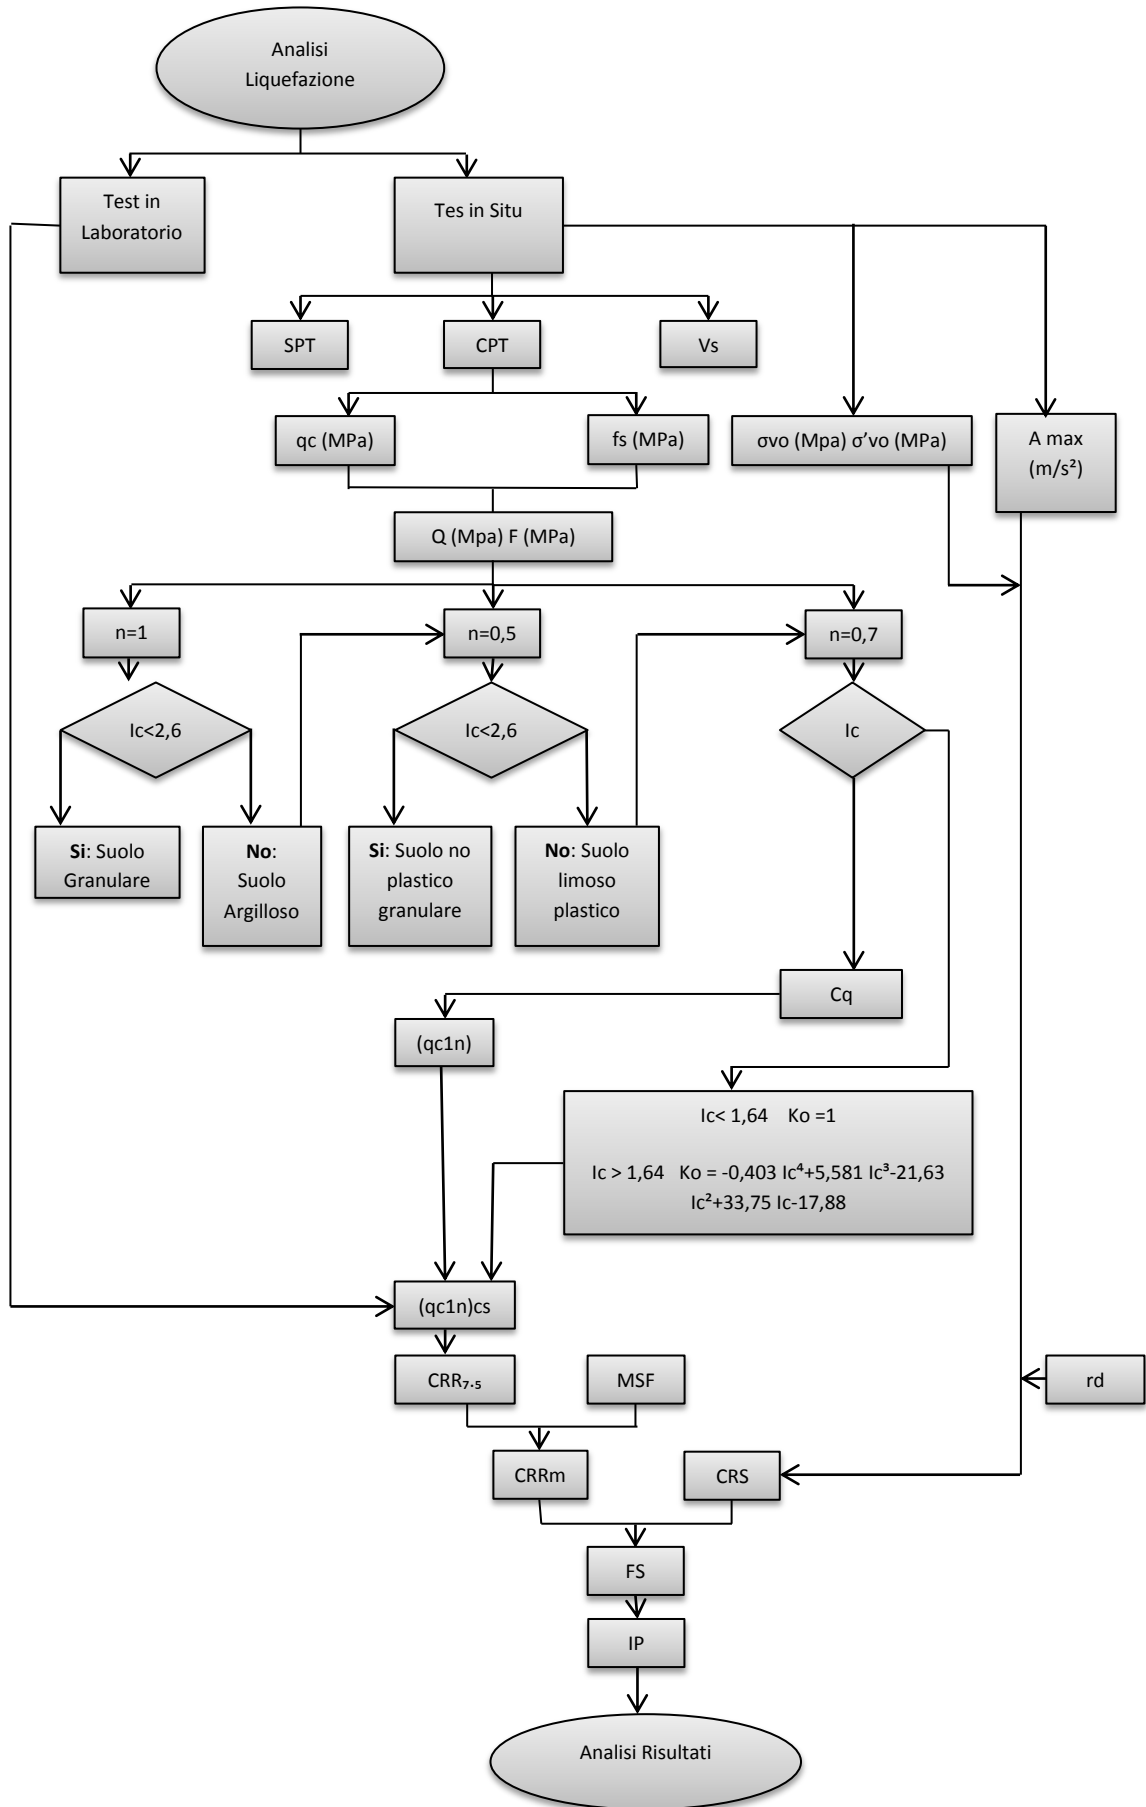 Analisi
Liquefazione
Test in
Laboratorio
Tes in Situ
SPT
CPT
Vs
qc (MPa)
fs (MPa)
σvo (Mpa) σ’vo (MPa)
A max
(m/s²)
Q (Mpa) F (MPa)
n=1
n=0,5
n=0,7
Ic<2,6
Ic<2,6
Ic
Si: Suolo
Granulare
No:
Suolo
Argilloso
Si: Suolo no
plastico
granulare
No: Suolo
limoso
plastico
Cq
(qc1n)
Ic< 1,64 Ko =1
Ic > 1,64 Ko = -0,403 Ic⁴+5,581 Ic³-21,63
Ic²+33,75 Ic-17,88
(qc1n)cs
CRR₇.₅
MSF
rd
CRRm
CRS
FS
IP
Analisi Risultati